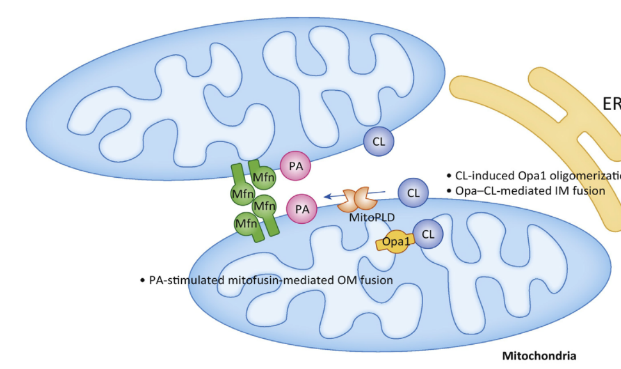 ER
CL
PA
Mfn
• CL-induced Opa1 oligomerizati
Mfn
CL
• Opa–CL-mediated IM fusion
Mfn
PA
MitoPLD
Mfn
Opa1
CL
• PA-stimulated mitofusin-mediated OM fusion
Mitochondria